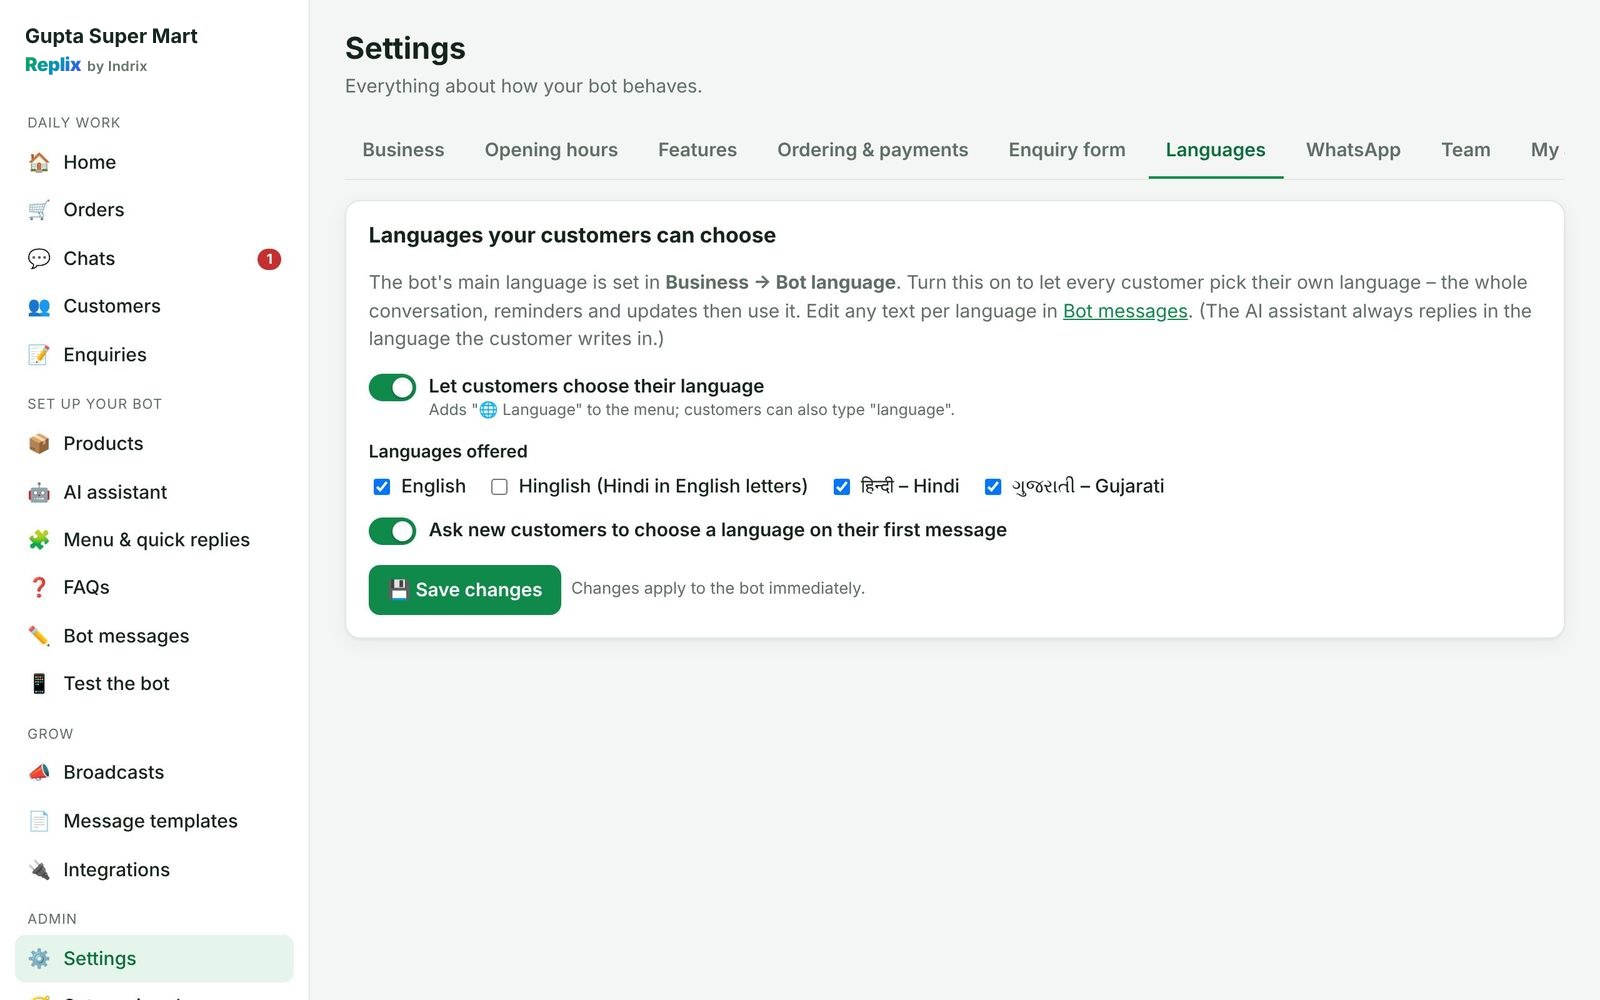 Gupta Super Mart
Replix by Indrix
DAILY WORK
🏠 Home
🛒 Orders
💬 Chats 1
👥 Customers
📝 Enquiries
SET UP YOUR BOT
📦 Products
🤖 AI assistant
🧩 Menu & quick replies
❓ FAQs
✏️ Bot messages
📱 Test the bot
GROW
📣 Broadcasts
📄 Message templates
🔌 Integrations
ADMIN
⚙️ Settings
Settings
Everything about how your bot behaves.
Business Opening hours Features Ordering & payments Enquiry form Languages WhatsApp Team My
Languages your customers can choose
The bot's main language is set in Business → Bot language. Turn this on to let every customer pick their own language – the whole
conversation, reminders and updates then use it. Edit any text per language in Bot messages. (The AI assistant always replies in the
language the customer writes in.)
Let customers choose their language
Adds "🌐 Language" to the menu; customers can also type "language".
Languages offered
English Hinglish (Hindi in English letters) हिन्दी – Hindi ગુજરાતી – Gujarati
Ask new customers to choose a language on their first message
💾 Save changes Changes apply to the bot immediately.